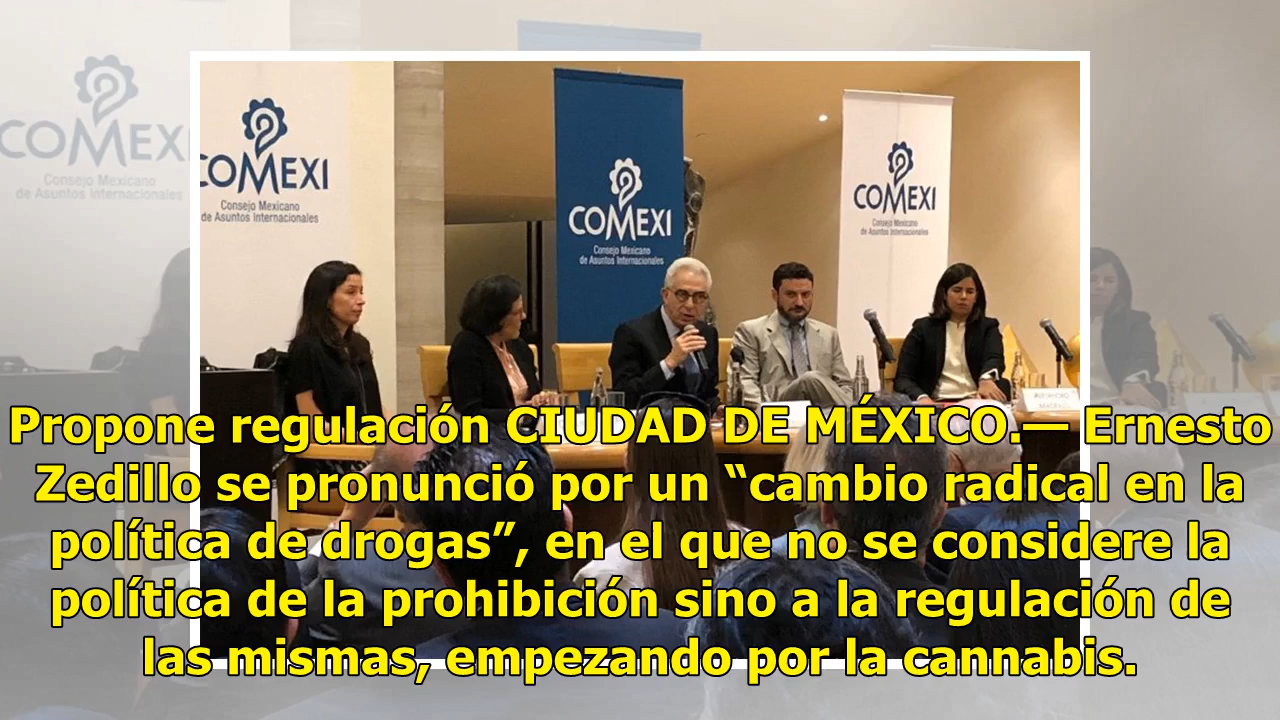 COMEXI
Consejo Mexicano
de Asuntos Internacionales
COMEXI
Consejo Mexicano
de Asuntos Internacionales
COMEXI
Consejo Mexicano
de Asuntos Internacionales
COMEXI
Consejo Mexicano
de Asuntos Internacionales
Propone regulación CIUDAD DE MÉXICO.— Ernesto
Zedillo se pronunció por un “cambio radical en la
política de drogas”, en el que no se considere la
política de la prohibición sino a la regulación de
las mismas, empezando por la cannabis.